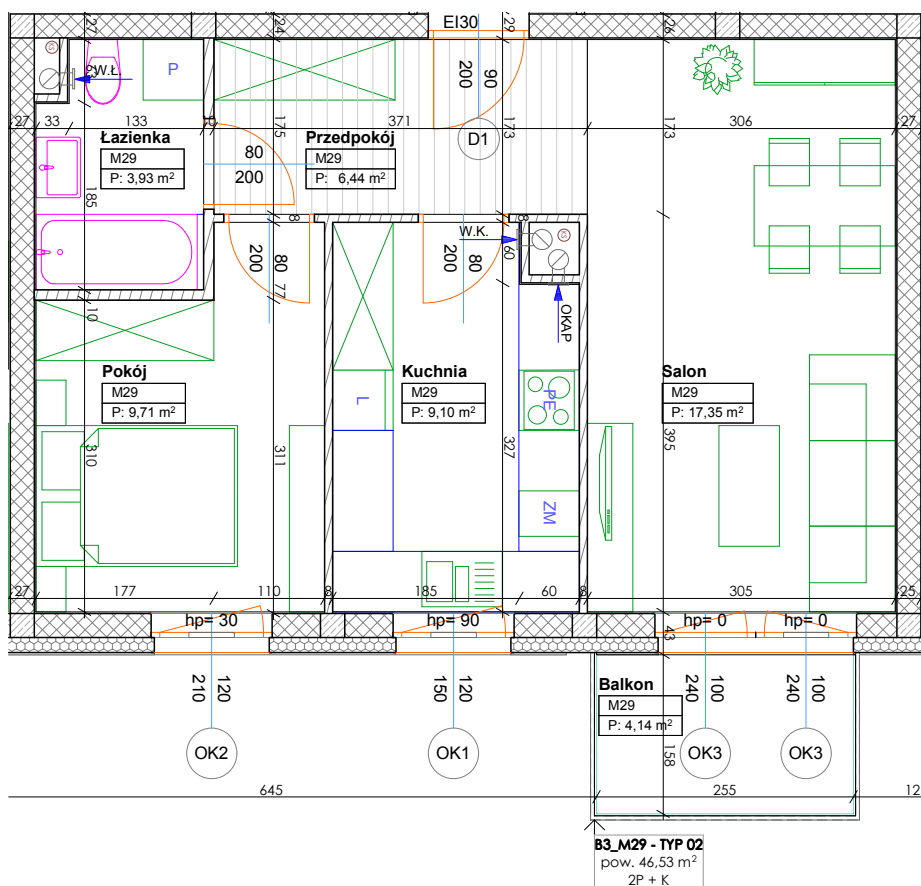 EI30
27
24
29
26
W.Ł.
P
93
90
200
27
33
133
175
371
173
D1
306
173
27
Łazienka
M29
P: 3,93 m²
80
200
Przedpokój
M29
P: 6,44 m²
185
8
8
W.K.
60
80
200
77
80
200
10
OKAP
Pokój
M29
P: 9,71 m²
Kuchnia
M29
P: 9,10 m²
Salon
M29
P: 17,35 m²
L
PE
310
311
327
395
ZM
27
177
110
8
185
60
8
305
25
hp= 30
hp= 90
hp= 0
hp= 0
43
120
210
120
150
Balkon
M29
P: 4,14 m²
100
240
100
240
158
OK2
OK1
OK3
OK3
645
255
12
B3_M29 - TYP 02
pow. 46,53 m²
2P + K